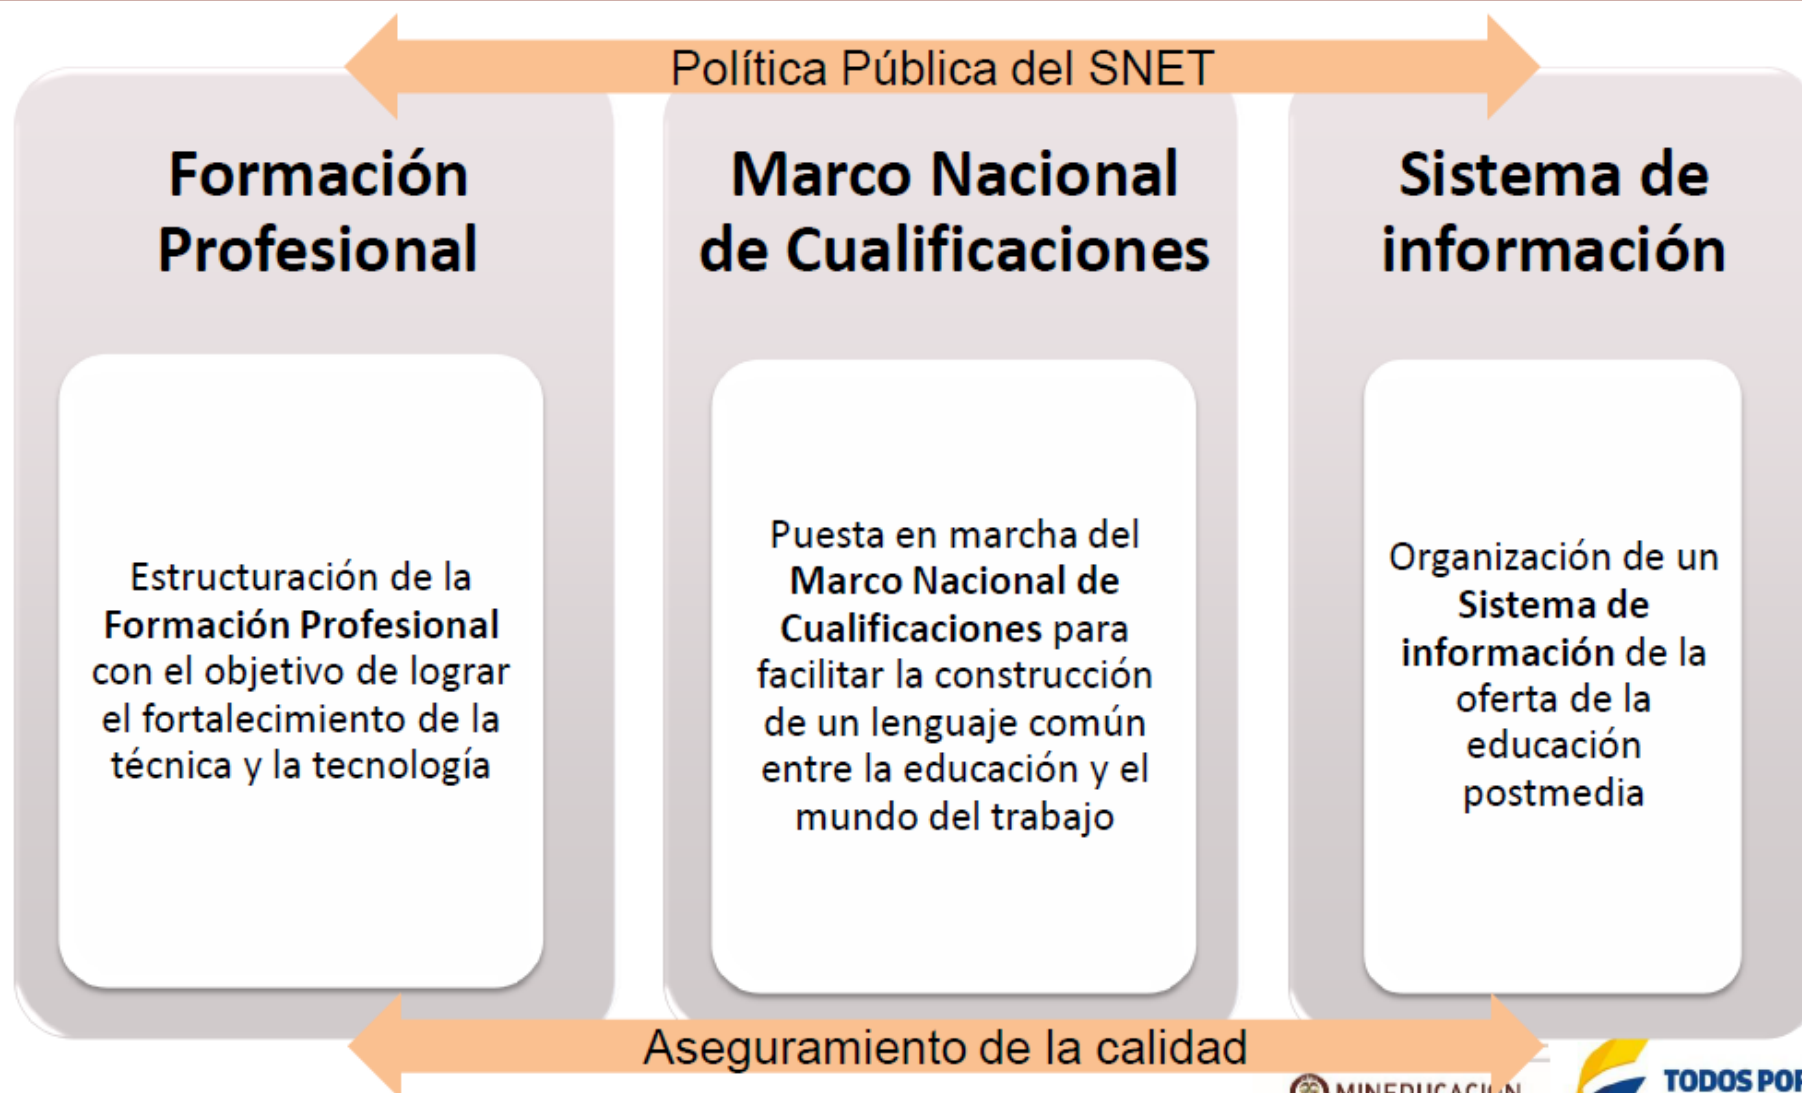 Política Pública del SNET
Formación
Profesional
Estructuración de la
Formación Profesional
con el objetivo de lograr
el fortalecimiento de la
técnica y la tecnología
Marco Nacional
de Cualificaciones
Puesta en marcha del
Marco Nacional de
Cualificaciones para
facilitar la construcción
de un lenguaje común
entre la educación y el
mundo del trabajo
Sistema de
información
Organización de un
Sistema de
información de la
oferta de la
educación
postmedia
Aseguramiento de la calidad
MINEDUCACIÓN
TODOS POR